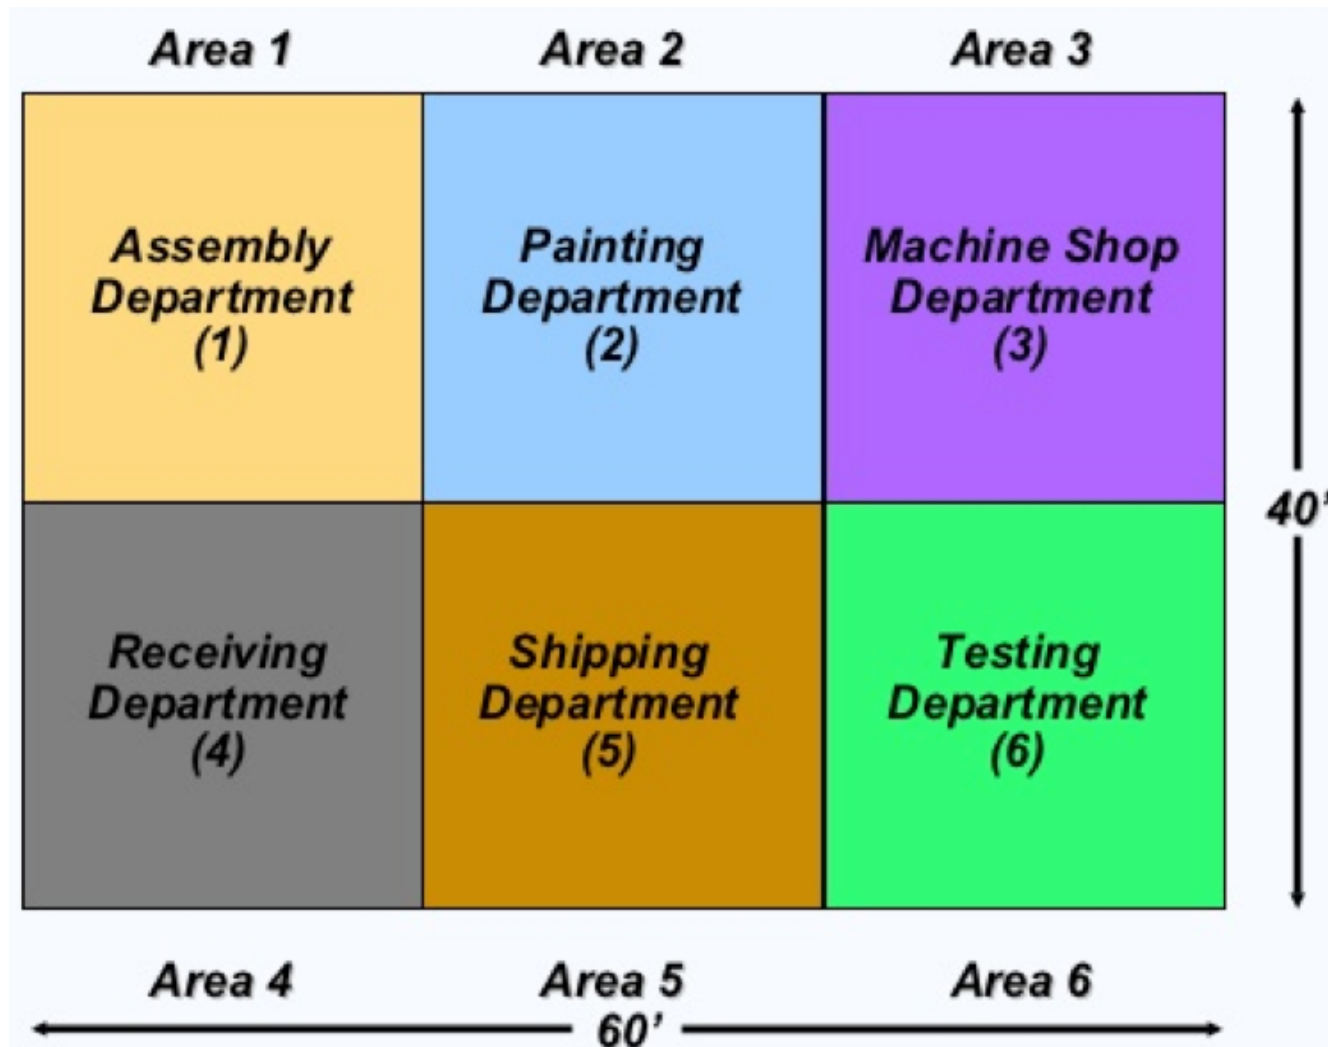 Area 1 Area 2 Area 3
Assembly
Department
(1)
Painting
Department
(2)
Machine Shop
Department
(3)
40’
Receiving
Department
(4)
Shipping
Department
(5)
Testing
Department
(6)
Area 4 Area 5 Area 6
60’